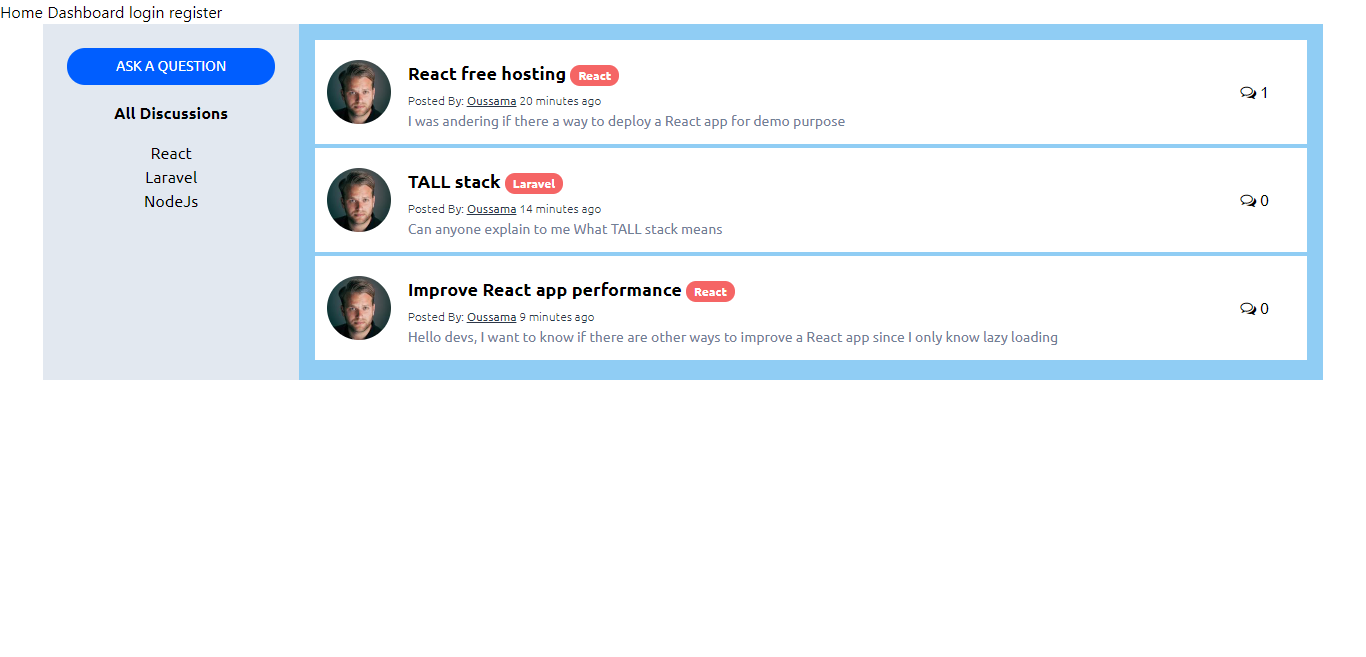 Home Dashboard login register
ASK A QUESTION
All Discussions
React
Laravel
NodeJs
React free hosting React
Posted By: Oussama 20 minutes ago
I was andering if there a way to deploy a React app for demo purpose
1
TALL stack Laravel
Posted By: Oussama 14 minutes ago
Can anyone explain to me What TALL stack means
0
Improve React app performance React
Posted By: Oussama 9 minutes ago
Hello devs, I want to know if there are other ways to improve a React app since I only know lazy loading
0